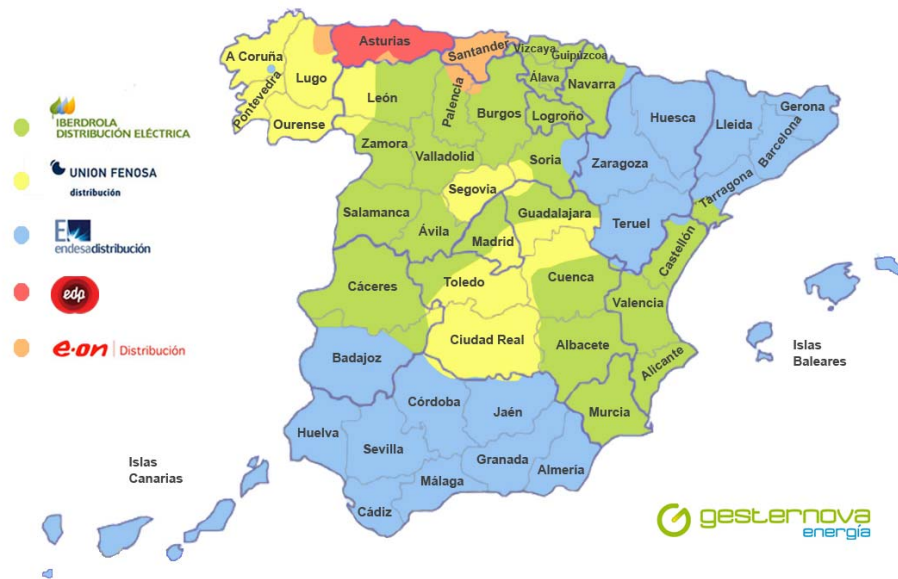 IBERDROLA
DISTRIBUCIÓN ELÉCTRICA
UNION FENOSA
distribución
E
endesadistribución
edp
e·on | Distribución
A Coruña
Lugo
Pontevedra
Ourense
Asturias
Santander
Vizcaya
Guipúzcoa
Álava
Navarra
León
Palencia
Burgos
Logroño
Zamora
Valladolid
Soria
Segovia
Salamanca
Ávila
Madrid
Guadalajara
Huesca
Zaragoza
Teruel
Lleida
Gerona
Barcelona
Tarragona
Castellón
Cáceres
Toledo
Cuenca
Valencia
Ciudad Real
Albacete
Alicante
Murcia
Badajoz
Córdoba
Jaén
Huelva
Sevilla
Granada
Almería
Málaga
Cádiz
Islas
Baleares
Islas
Canarias
gesternova
energía